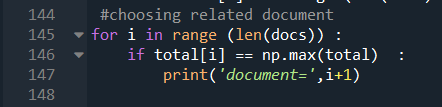 144 #choosing related document
145 for i in range (len(docs)) :
146 if total[i] == np.max(total) :
147 print('document=',i+1)
148